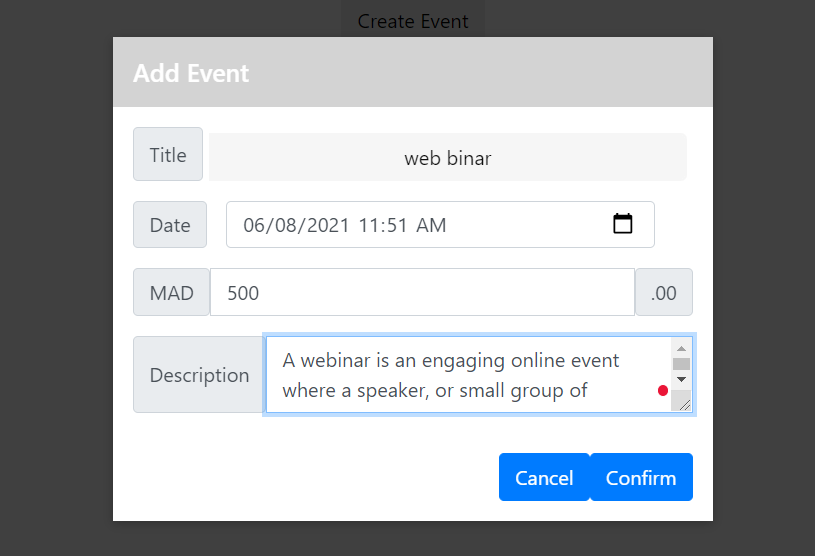 Create Event
Add Event
Title
web binar
Date
06/08/2021 11:51 AM
MAD
500
.00
Description
A webinar is an engaging online event
where a speaker, or small group of
Cancel
Confirm